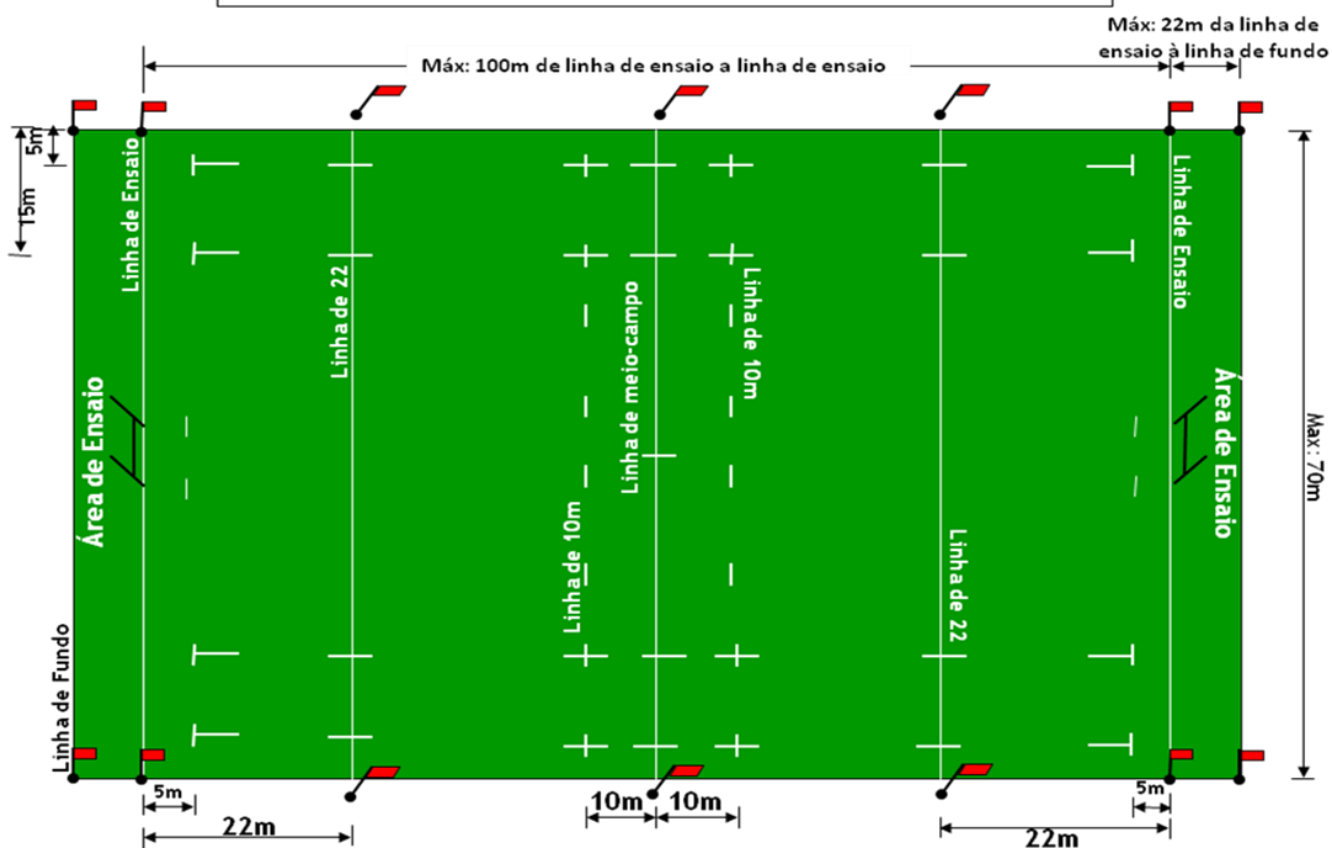 Máx: 22m da linha de
ensaio à linha de fundo
Máx: 100m de linha de ensaio a linha de ensaio
5m
15m
Linha de Ensaio
Linha de 22
Linha de meio-campo
Linha de 10m
Linha de Ensaio
Área de Ensaio
Área de Ensaio
Max: 70m
Linha de 10m
Linha de 22
Linha de Fundo
5m
10m
10m
5m
22m
22m